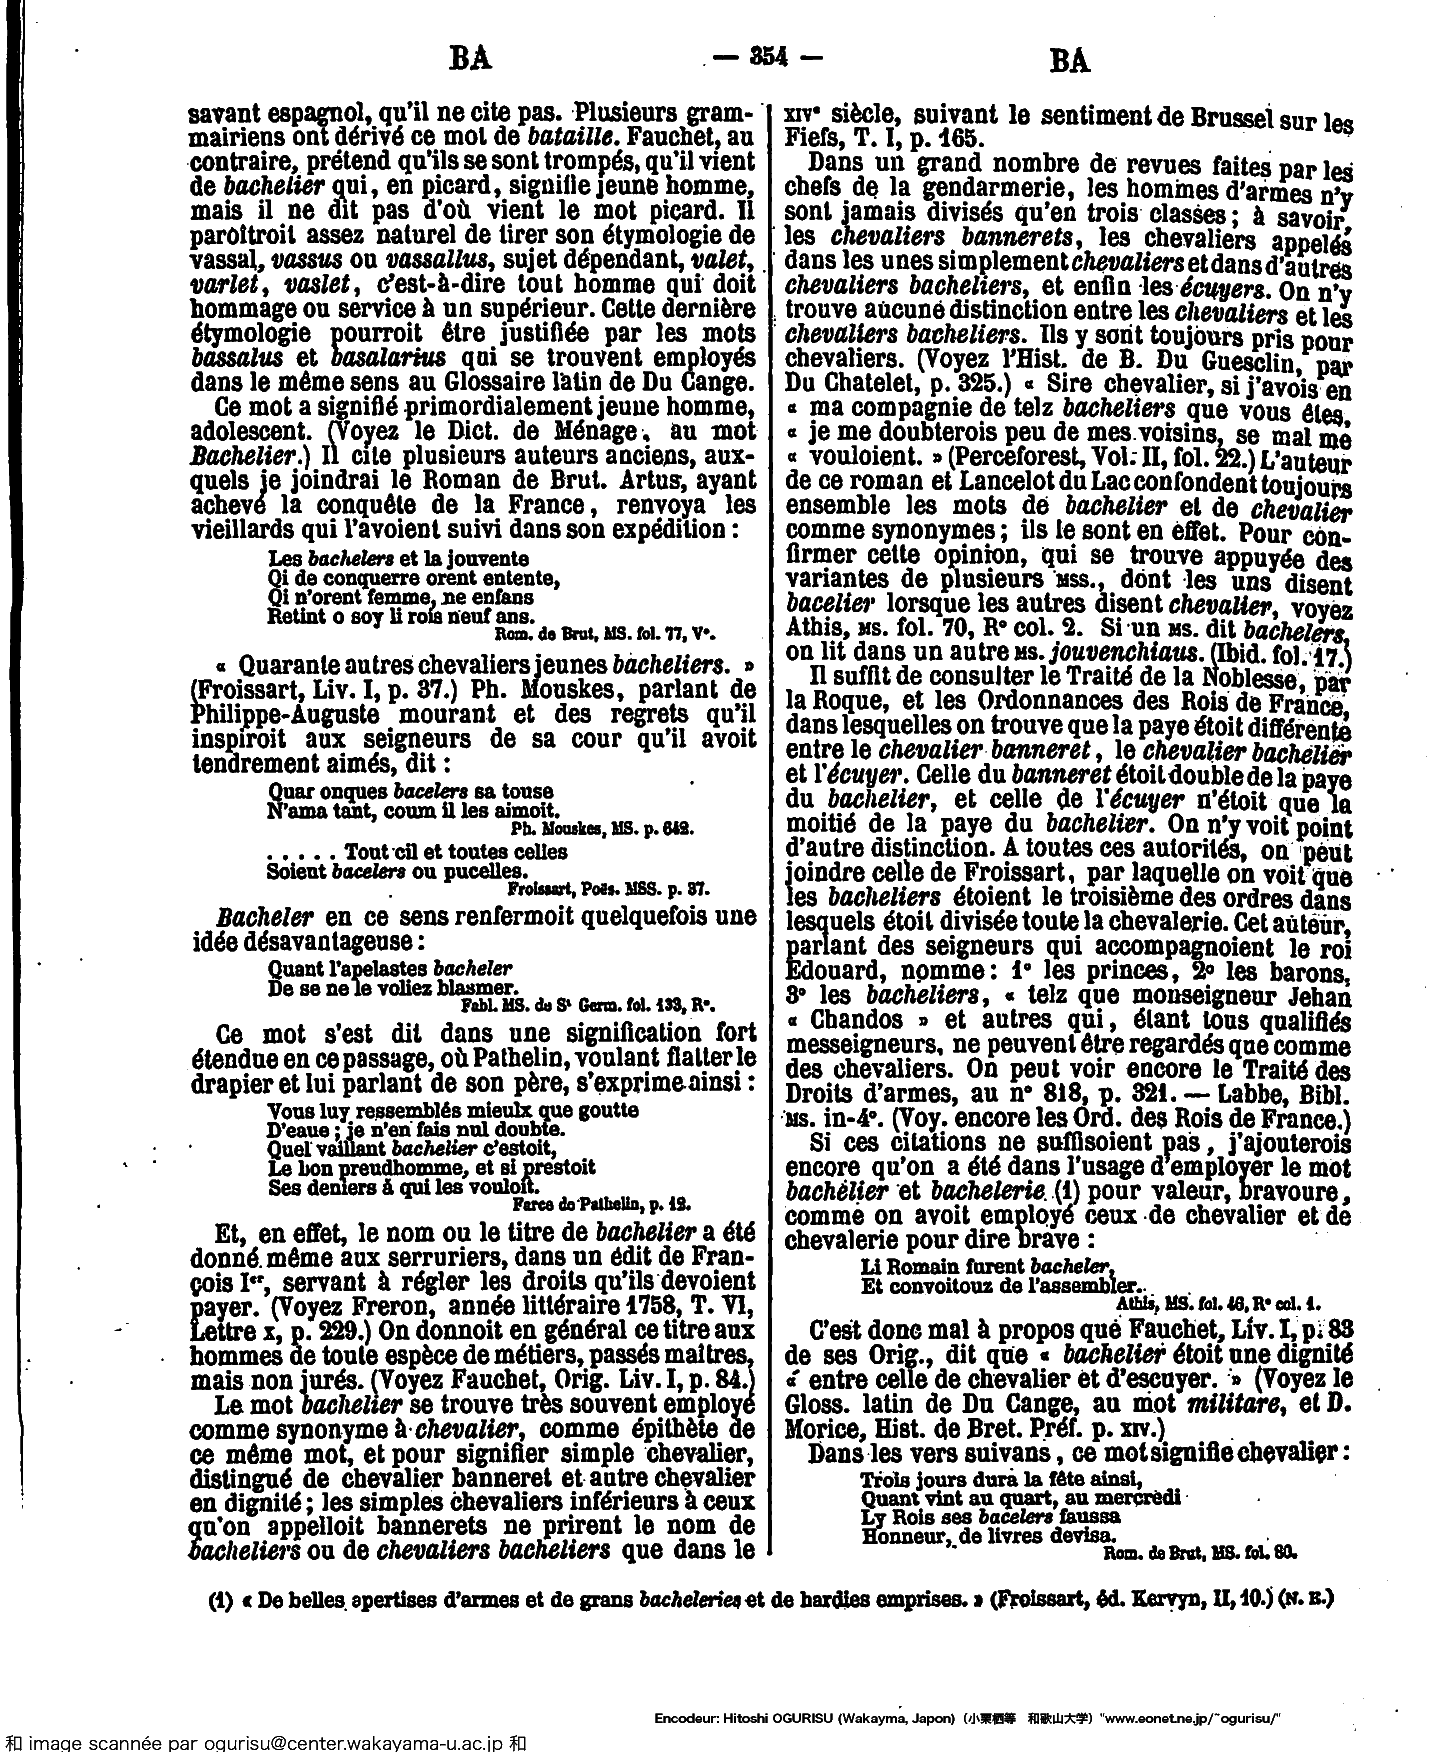 BA
— 354 —
BA
savant espagnol, qu'il ne cite pas. Plusieurs gram-
mairiens ont dérivé ce mot de bataille. Fauchet, au
contraire, prétend qu'ils se sont trompés, qu'il vient
de bachelier qui, en picard, signifie jeune homme,
mais il ne dit pas d'où vient le mot picard. Il
paroîtroit assez naturel de tirer son étymologie de
vassal, vassus ou vassallus, sujet dépendant, valet,
varlet, vaslet, c'est-à-dire tout homme qui doit
hommage ou service à un supérieur. Cette dernière
étymologie pourroit être justifiée par les mots
bassalus et basalarius qui se trouvent employés
dans le même sens au Glossaire latin de Du Cange.
Ce mot a signifié primordialement jeune homme,
adolescent. (Voyez le Dict. de Ménage, au mot
Bachelier.) Il cite plusieurs auteurs anciens, aux-
quels je joindrai le Roman de Brut. Artus, ayant
achevé la conquête de la France, renvoya les
vieillards qui l'avoient suivi dans son expédition :
Les bachelers et la jouvente
Qi de conquerre orent entente,
Qi n'orent femme, ne enfans
Retint o soy li rois neuf ans.
Rom. de Brut, MS. fol. 77, V°.
« Quarante autres chevaliers jeunes bacheliers. »
(Froissart, Liv. I, p. 37.) Ph. Mouskes, parlant de
Philippe-Auguste mourant et des regrets qu'il
inspiroit aux seigneurs de sa cour qu'il avoit
tendrement aimés, dit :
Quar onques bacelers sa touse
N'ama tant, coum il les aimoit.
Ph. Mouskes, MS. p. 642.
. . . . . Tout cil et toutes celles
Soient bacelers ou pucelles.
Froissart, Poës. MSS. p. 37.
Bacheler en ce sens renfermoit quelquefois une
idée désavantageuse :
Quant l'apelastes bacheler
De se ne le voliez blasmer.
Fabl. MS. de St Germ. fol. 133, R°.
Ce mot s'est dit dans une signification fort
étendue en ce passage, où Pathelin, voulant flatter le
drapier et lui parlant de son père, s'exprime ainsi :
Vous luy ressemblés mieulx que goutte
D'eaue ; je n'en fais nul doubte.
Quel vaillant bachelier c'estoit,
Le bon preudhomme, et si prestoit
Ses deniers à qui les vouloit.
Farce de Pathelin, p. 12.
Et, en effet, le nom ou le titre de bachelier a été
donné même aux serruriers, dans un édit de Fran-
çois Ier, servant à régler les droits qu'ils devoient
payer. (Voyez Freron, année littéraire 1758, T. VI,
Lettre x, p. 229.) On donnoit en général ce titre aux
hommes de toute espèce de métiers, passés maîtres,
mais non jurés. (Voyez Fauchet, Orig. Liv. I, p. 84.)
Le mot bachelier se trouve très souvent employé
comme synonyme à chevalier, comme épithète de
ce même mot, et pour signifier simple chevalier,
distingué de chevalier banneret et autre chevalier
en dignité ; les simples chevaliers inférieurs à ceux
qu'on appelloit bannerets ne prirent le nom de
bacheliers ou de chevaliers bacheliers que dans le
XIVe siècle, suivant le sentiment de Brussel sur les
Fiefs, T. I, p. 165.
Dans un grand nombre de revues faites par les
chefs de la gendarmerie, les hommes d'armes n'y
sont jamais divisés qu'en trois classes ; à savoir,
les chevaliers bannerets, les chevaliers appelés
dans les unes simplement chevaliers et dans d'autres
chevaliers bacheliers, et enfin les écuyers. On n'y
trouve aucune distinction entre les chevaliers et les
chevaliers bacheliers. Ils y sont toujours pris pour
chevaliers. (Voyez l'Hist. de B. Du Guesclin, par
Du Chatelet, p. 325.) « Sire chevalier, si j'avois en
« ma compagnie de telz bacheliers que vous êtes,
« je me doubterois peu de mes voisins, se mal me
« vouloient. » (Perceforest, Vol. II, fol. 22.) L'auteur
de ce roman et Lancelot du Lac confondent toujours
ensemble les mots de bachelier et de chevalier
comme synonymes ; ils le sont en effet. Pour con-
firmer cette opinion, qui se trouve appuyée des
variantes de plusieurs MSS., dont les uns disent
bacelier lorsque les autres disent chevalier, voyez
Athis, MS. fol. 70, R° col. 2. Si un MS. dit bachelers,
on lit dans un autre MS. jouvenchiaus. (Ibid. fol. 17.)
Il suffit de consulter le Traité de la Noblesse, par
la Roque, et les Ordonnances des Rois de France,
dans lesquelles on trouve que la paye étoit différente
entre le chevalier banneret, le chevalier bachelier
et l'écuyer. Celle du banneret étoit double de la paye
du bachelier, et celle de l'écuyer n'étoit que la
moitié de la paye du bachelier. On n'y voit point
d'autre distinction. A toutes ces autorités, on peut
joindre celle de Froissart, par laquelle on voit que
les bacheliers étoient le troisième des ordres dans
lesquels étoit divisée toute la chevalerie. Cet auteur,
parlant des seigneurs qui accompagnoient le roi
Edouard, nomme : 1° les princes, 2° les barons,
3° les bacheliers, « telz que monseigneur Jehan
« Chandos » et autres qui, étant tous qualifiés
messeigneurs, ne peuvent être regardés que comme
des chevaliers. On peut voir encore le Traité des
Droits d'armes, au n° 818, p. 321. — Labbe, Bibl.
MS. in-4°. (Voy. encore les Ord. des Rois de France.)
Si ces citations ne suffisoient pas, j'ajouterois
encore qu'on a été dans l'usage d'employer le mot
bachelier et bachelerie (1) pour valeur, bravoure,
comme on avoit employé ceux de chevalier et de
chevalerie pour dire brave :
Li Romain furent bacheler,
Et convoitouz de l'assembler.
Athis, MS. fol. 46, R° col. 1.
C'est donc mal à propos que Fauchet, Liv. I, p. 83
de ses Orig., dit que « bachelier étoit une dignité
« entre celle de chevalier et d'escuyer. » (Voyez le
Gloss. latin de Du Cange, au mot militare, et D.
Morice, Hist. de Bret. Préf. p. XIV.)
Dans les vers suivans, ce mot signifie chevalier :
Trois jours dura la fête ainsi,
Quant vint au quart, au mercredi
Ly Rois ses bacelers faussa
Honneur, de livres devisa.
Rom. de Brut, MS. fol. 80.
(1) « De belles apertises d'armes et de grans bacheleries et de hardies emprises. » (Froissart, éd. Kervyn, II, 10.) (N. E.)
Encodeur: Hitoshi OGURISU (Wakayma, Japon) (小栗栖等 和歌山大学) "www.eonet.ne.jp/~ogurisu/"
和 image scannée par ogurisu@center.wakayama-u.ac.jp 和